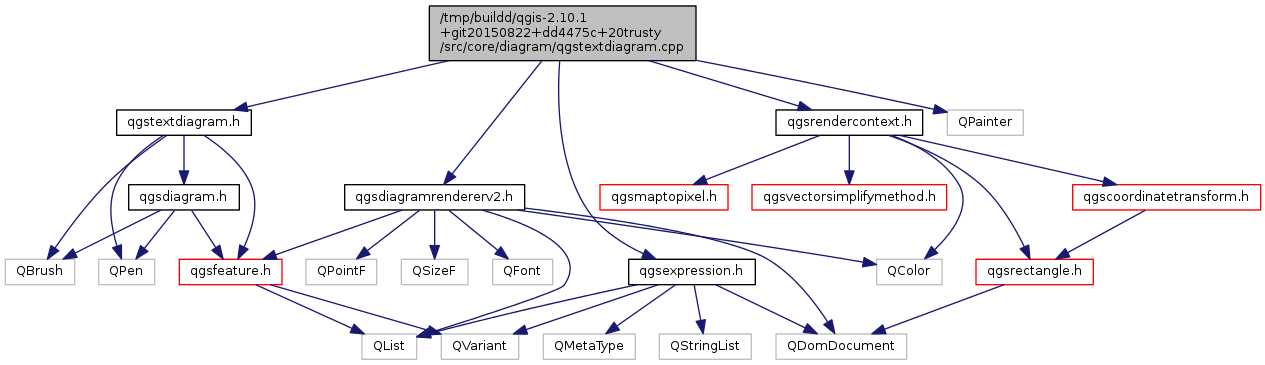 /tmp/buildd/qgis-2.10.1
+git20150822+dd4475c+20trusty
/src/core/diagram/qgstextdiagram.cpp
qgstextdiagram.h
qgsrendercontext.h
QPainter
qgsdiagram.h
qgsdiagramrendererv2.h
qgsmaptopixel.h
qgsvectorsimplifymethod.h
qgscoordinatetransform.h
QBrush
QPen
qgsfeature.h
QPointF
QSizeF
QFont
qgsexpression.h
QColor
qgsrectangle.h
QList
QVariant
QMetaType
QStringList
QDomDocument